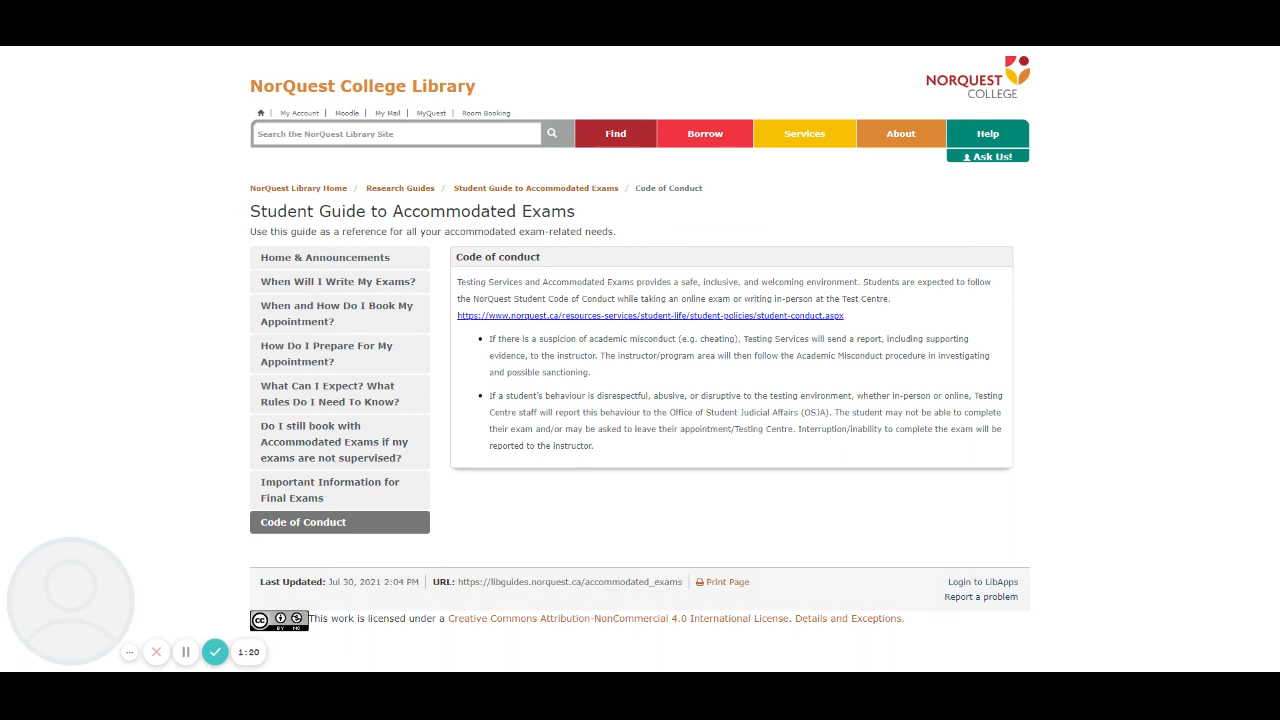 NorQuest College Library
NORQUEST
COLLEGE
My Account | Moodle | My Mail | MyQuest | Room Booking
Search the NorQuest Library Site
Find
Borrow
Services
About
Help
Ask Us!
NorQuest Library Home / Research Guides / Student Guide to Accommodated Exams / Code of Conduct
Student Guide to Accommodated Exams
Use this guide as a reference for all your accommodated exam-related needs.
Home & Announcements
When Will I Write My Exams?
When and How Do I Book My
Appointment?
How Do I Prepare For My
Appointment?
What Can I Expect? What
Rules Do I Need To Know?
Do I still book with
Accommodated Exams if my
exams are not supervised?
Important Information for
Final Exams
Code of Conduct
Code of conduct
Testing Services and Accommodated Exams provides a safe, inclusive, and welcoming environment. Students are expected to follow
the NorQuest Student Code of Conduct while taking an online exam or writing in-person at the Test Centre.
https://www.norquest.ca/resources-services/student-life/student-policies/student-conduct.aspx
• If there is a suspicion of academic misconduct (e.g. cheating), Testing Services will send a report, including supporting
evidence, to the instructor. The instructor/program area will then follow the Academic Misconduct procedure in investigating
and possible sanctioning.
• If a student's behaviour is disrespectful, abusive, or disruptive to the testing environment, whether in-person or online, Testing
Centre staff will report this behaviour to the Office of Student Judicial Affairs (OSJA). The student may not be able to complete
their exam and/or may be asked to leave their appointment/Testing Centre. Interruption/inability to complete the exam will be
reported to the instructor.
Last Updated: Jul 30, 2021 2:04 PM | URL: https://libguides.norquest.ca/accommodated_exams | Print Page
Login to LibApps
Report a problem
cc BY NC This work is licensed under a Creative Commons Attribution-NonCommercial 4.0 International License. Details and Exceptions.
1:20